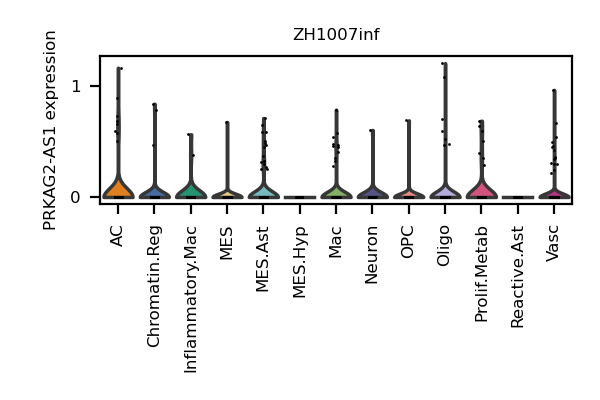 ZH1007inf
PRKAG2-AS1 expression
1
0
AC
Chromatin.Reg
Inflammatory.Mac
MES
MES.Ast
MES.Hyp
Mac
Neuron
OPC
Oligo
Prolif.Metab
Reactive.Ast
Vasc